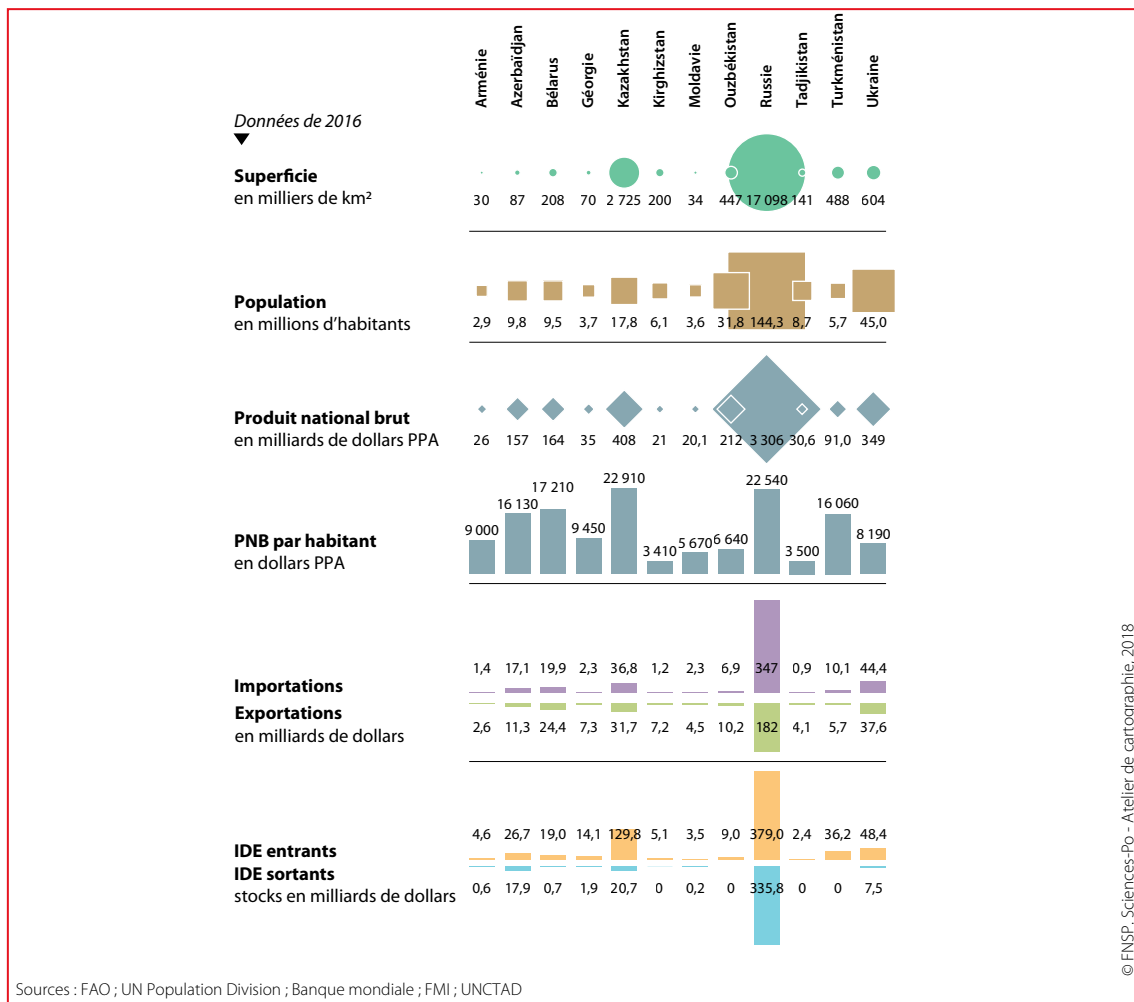 Arménie Azerbaïdjan Bélarus Géorgie Kazakhstan Kirghizstan Moldavie Ouzbékistan Russie Tadjikistan Turkménistan Ukraine
Données de 2016
Superficie
en milliers de km²
30 87 208 70 2 725 200 34 447 17 098 141 488 604
Population
en millions d'habitants
2,9 9,8 9,5 3,7 17,8 6,1 3,6 31,8 144,3 8,7 5,7 45,0
Produit national brut
en milliards de dollars PPA
26 157 164 35 408 21 20,1 212 3 306 30,6 91,0 349
PNB par habitant
en dollars PPA
9 000 16 130 17 210 9 450 22 910 3 410 5 670 6 640 22 540 3 500 16 060 8 190
1,4 17,1 19,9 2,3 36,8 1,2 2,3 6,9 347 0,9 10,1 44,4
Importations
Exportations
en milliards de dollars
2,6 11,3 24,4 7,3 31,7 7,2 4,5 10,2 182 4,1 5,7 37,6
4,6 26,7 19,0 14,1 129,8 5,1 3,5 9,0 379,0 2,4 36,2 48,4
IDE entrants
IDE sortants
stocks en milliards de dollars
0,6 17,9 0,7 1,9 20,7 0 0,2 0 335,8 0 0 7,5
Sources : FAO ; UN Population Division ; Banque mondiale ; FMI ; UNCTAD
© FNSP. Sciences-Po - Atelier de cartographie, 2018